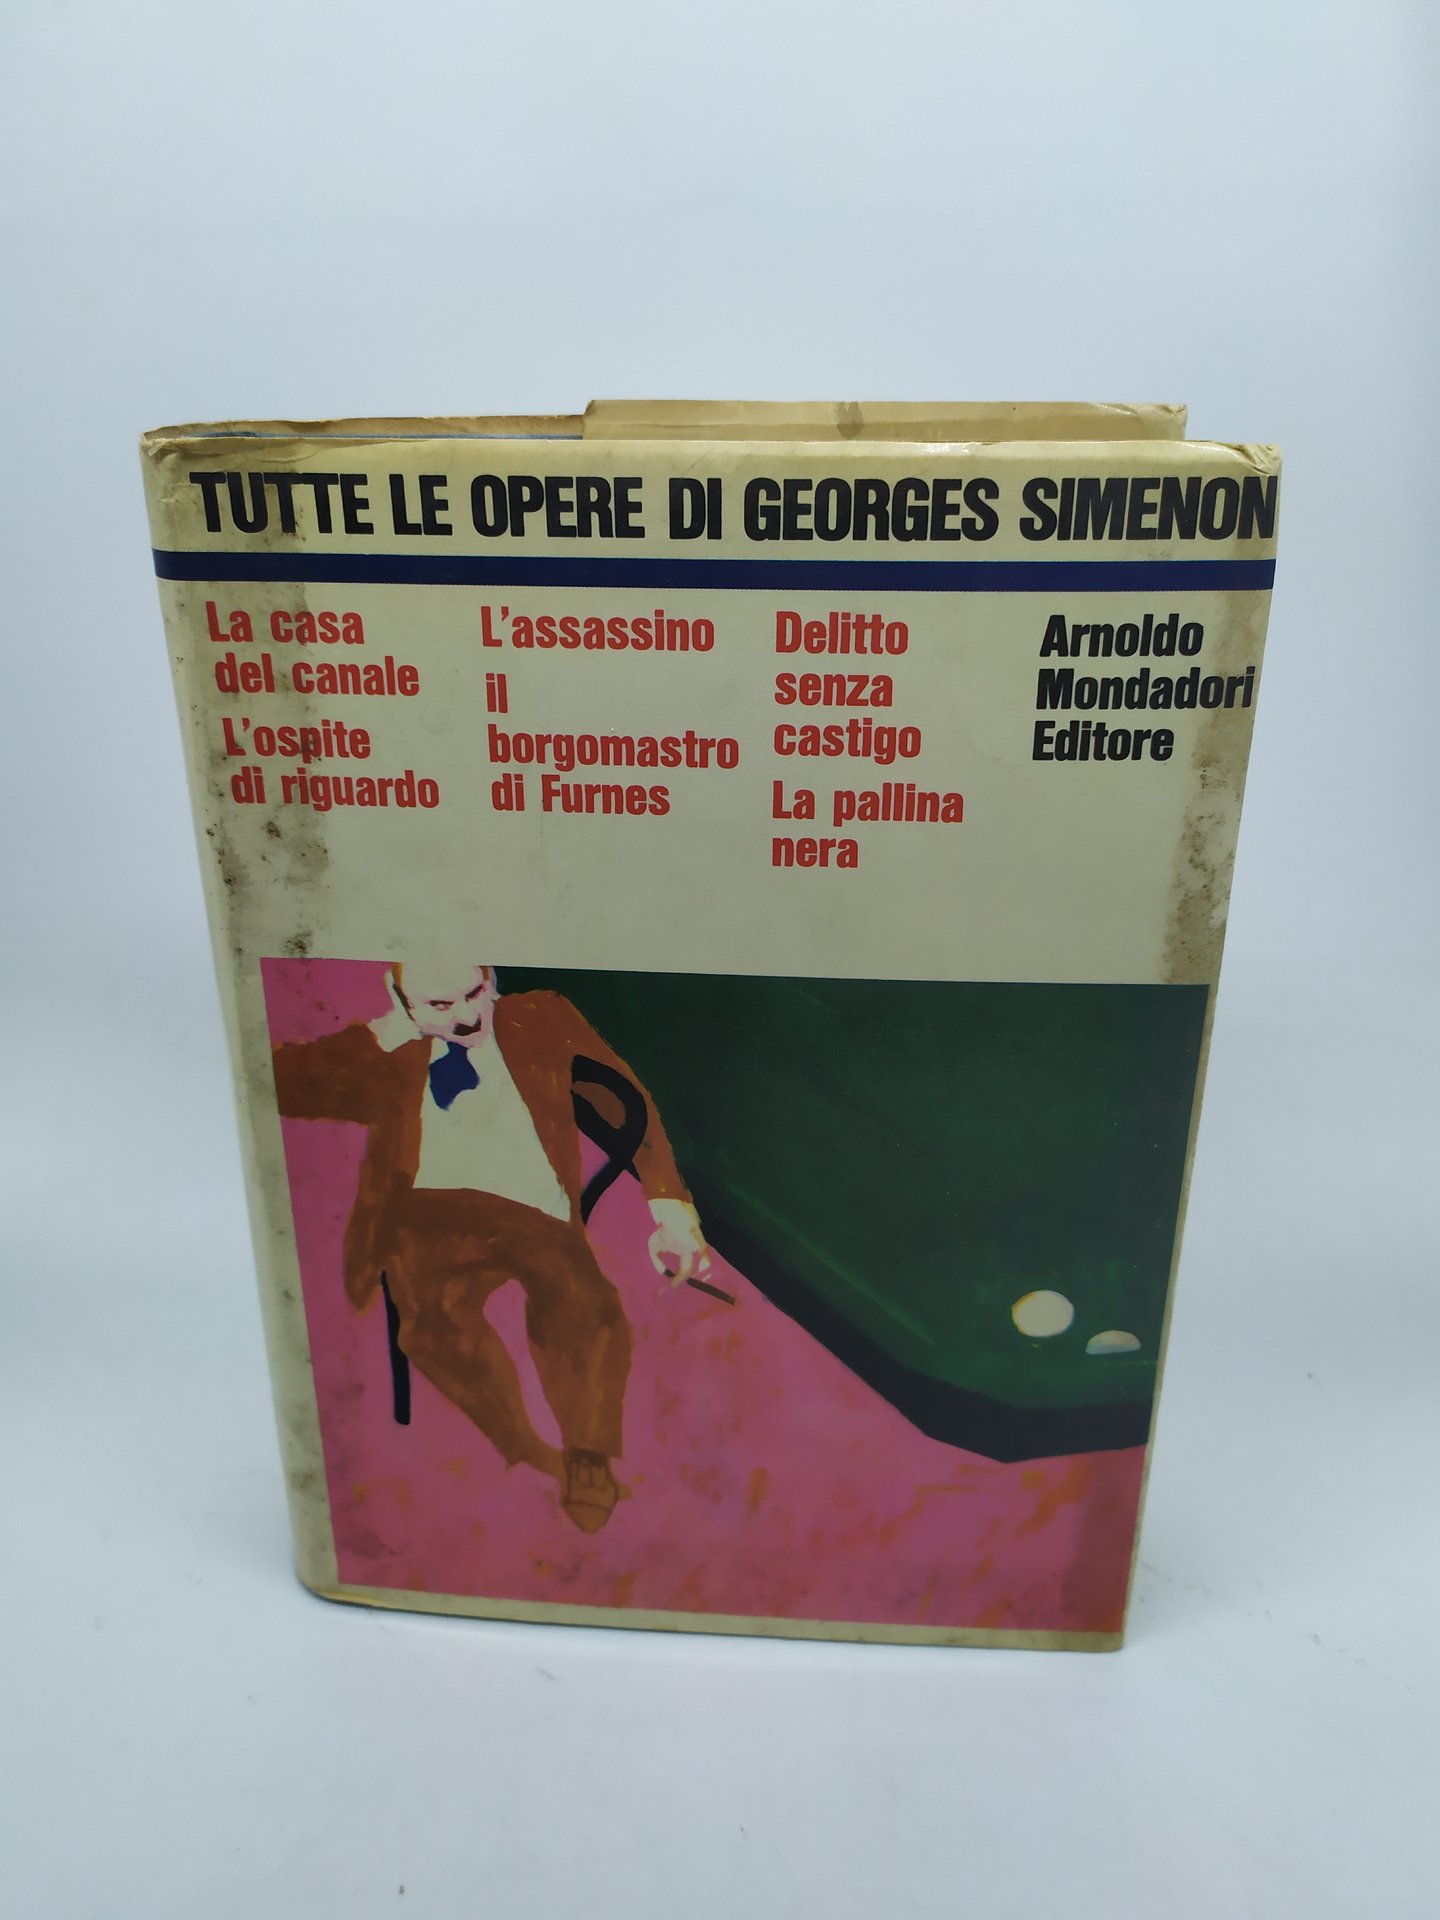 TUTTE LE OPERE DI GEORGES SIMENON
La casa
del canale
L'ospite
di riguardo
L'assassino
il
borgomastro
di Furnes
Delitto
senza
castigo
La pallina
nera
Arnoldo
Mondadori
Editore